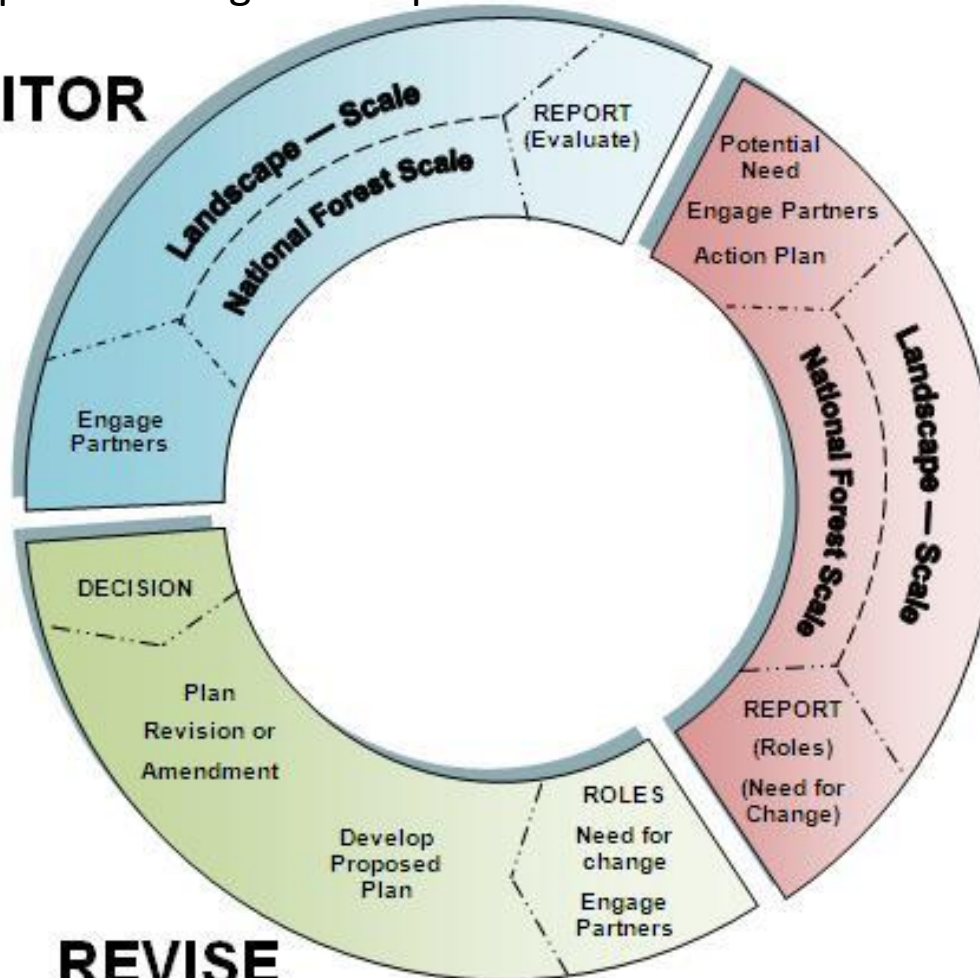 ITOR
Landscape — Scale
National Forest Scale
REPORT
(Evaluate)
Engage
Partners
Potential
Need
Engage Partners
Action Plan
Landscape — Scale
National Forest Scale
REPORT
(Roles)
(Need for
Change)
ROLES
Need for
change
Engage
Partners
Develop
Proposed
Plan
Plan
Revision or
Amendment
DECISION
REVISE